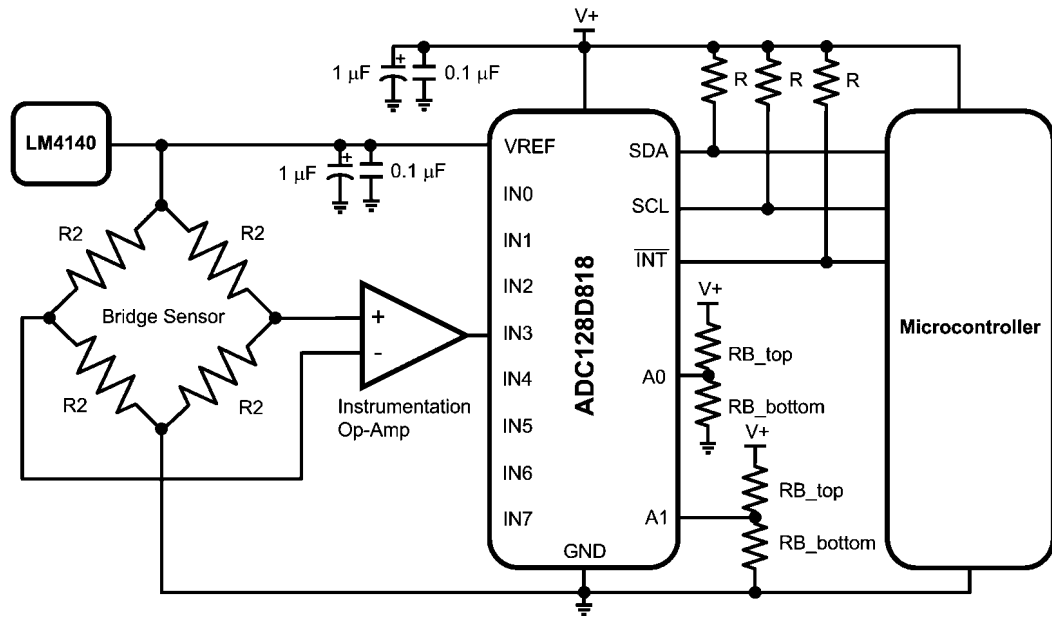 V+
1 μF
+
0.1 μF
R
R
R
LM4140
1 μF
+
0.1 μF
VREF
SDA
IN0
SCL
IN1
INT
IN2
IN3
IN4
IN5
IN6
IN7
GND
A0
A1
ADC128D818
R2
R2
Bridge Sensor
R2
R2
+
-
Instrumentation
Op-Amp
V+
RB_top
RB_bottom
V+
RB_top
RB_bottom
Microcontroller